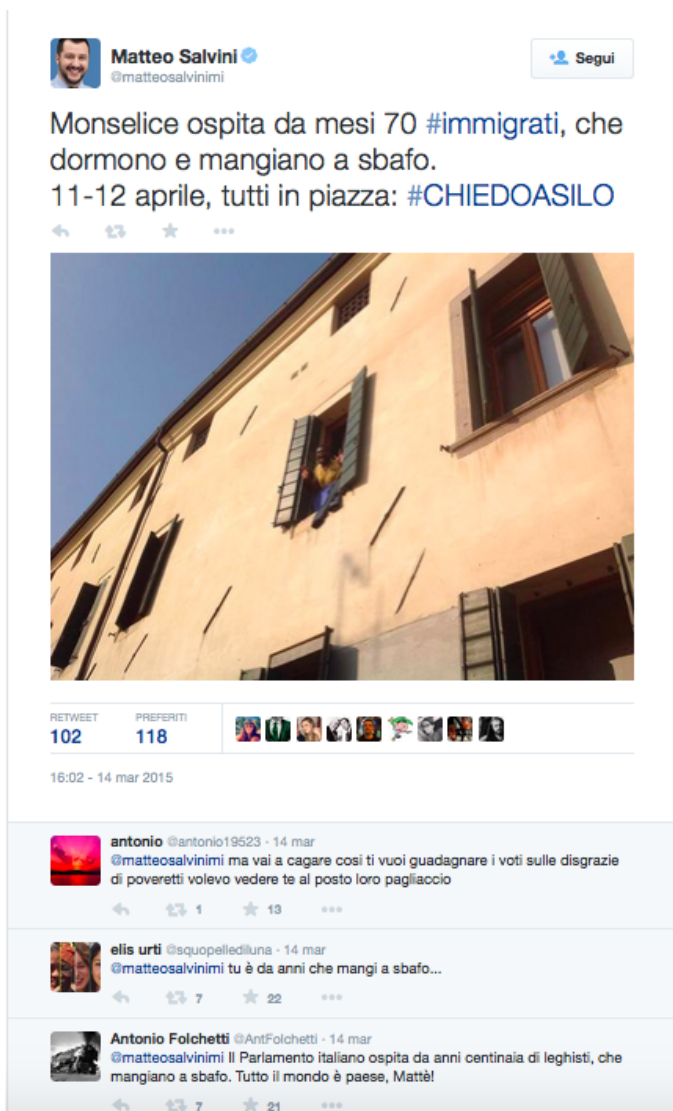 Matteo Salvini
@matteosalvinimi
Segui
Monselice ospita da mesi 70 #immigrati, che
dormono e mangiano a sbafo.
11-12 aprile, tutti in piazza: #CHIEDOASILO
RETWEET
102
PREFERITI
118
16:02 - 14 mar 2015
antonio @antonio19523 · 14 mar
@matteosalvinimi ma vai a cagare cosi ti vuoi guadagnare i voti sulle disgrazie
di poveretti volevo vedere te al posto loro pagliaccio
1 13
elis urti @squopellediluna · 14 mar
@matteosalvinimi tu è da anni che mangi a sbafo...
7 22
Antonio Folchetti @AntFolchetti · 14 mar
@matteosalvinimi Il Parlamento italiano ospita da anni centinaia di leghisti, che
mangiano a sbafo. Tutto il mondo è paese, Mattè!
7 21